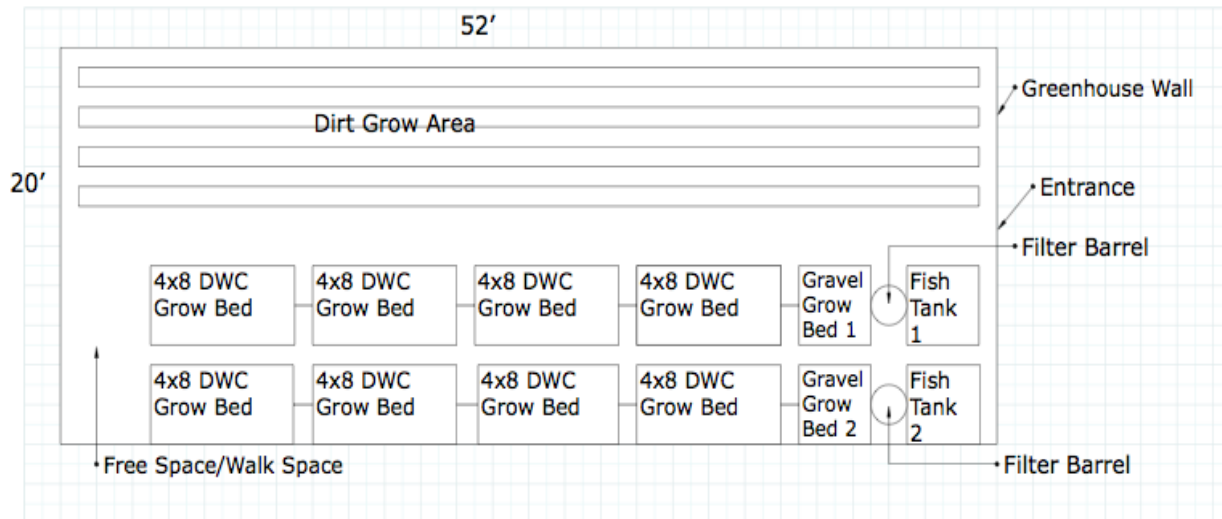 52’
Greenhouse Wall
Dirt Grow Area
20’
Entrance
Filter Barrel
4x8 DWC
Grow Bed
4x8 DWC
Grow Bed
4x8 DWC
Grow Bed
4x8 DWC
Grow Bed
Gravel
Grow
Bed 1
Fish
Tank
1
4x8 DWC
Grow Bed
4x8 DWC
Grow Bed
4x8 DWC
Grow Bed
4x8 DWC
Grow Bed
Gravel
Grow
Bed 2
Fish
Tank
2
Free Space/Walk Space
Filter Barrel